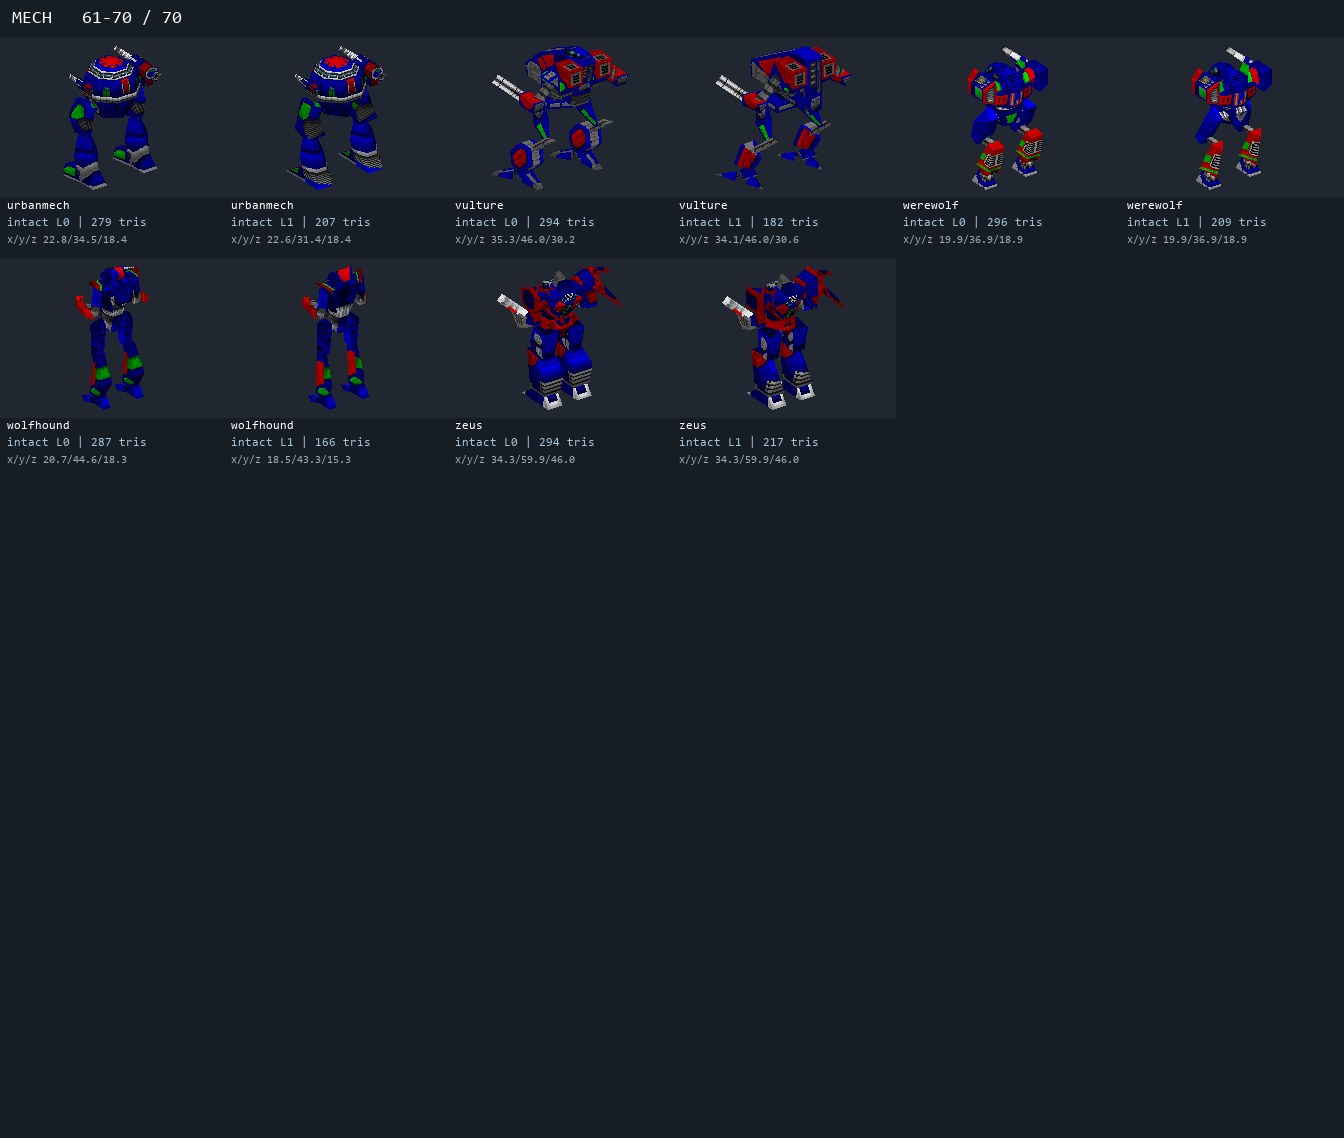 MECH 61-70 / 70
urbanmech
intact L0 | 279 tris
x/y/z 22.8/34.5/18.4
urbanmech
intact L1 | 207 tris
x/y/z 22.6/31.4/18.4
vulture
intact L0 | 294 tris
x/y/z 35.3/46.0/30.2
vulture
intact L1 | 182 tris
x/y/z 34.1/46.0/30.6
werewolf
intact L0 | 296 tris
x/y/z 19.9/36.9/18.9
werewolf
intact L1 | 209 tris
x/y/z 19.9/36.9/18.9
wolfhound
intact L0 | 287 tris
x/y/z 20.7/44.6/18.3
wolfhound
intact L1 | 166 tris
x/y/z 18.5/43.3/15.3
zeus
intact L0 | 294 tris
x/y/z 34.3/59.9/46.0
zeus
intact L1 | 217 tris
x/y/z 34.3/59.9/46.0